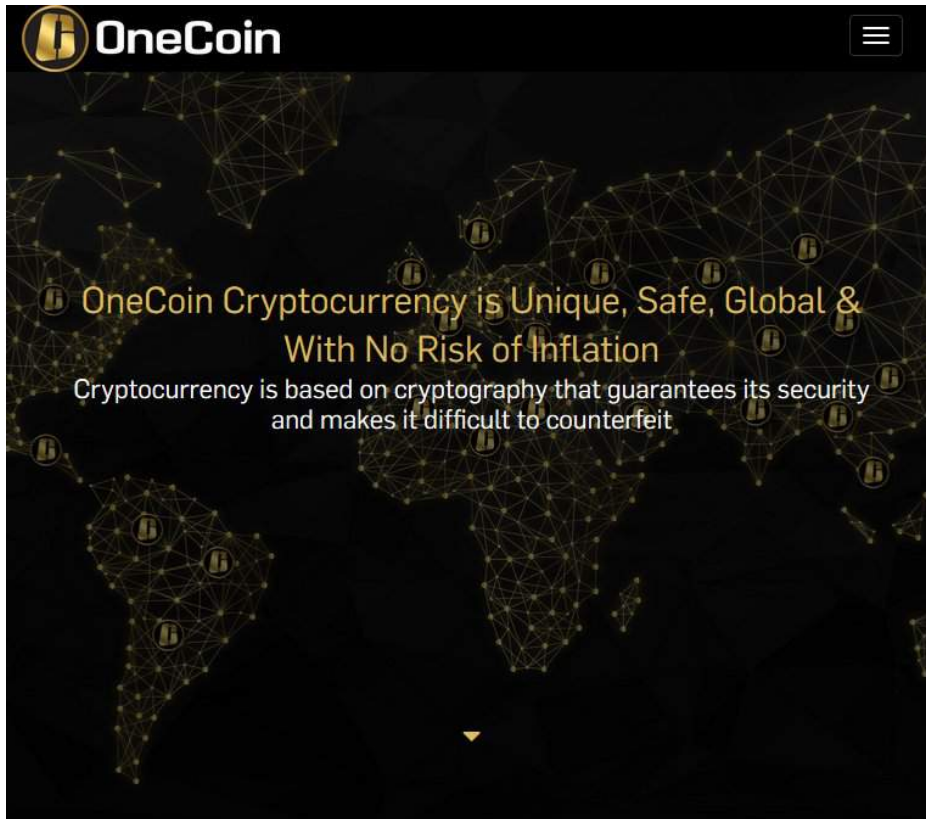 OneCoin
OneCoin Cryptocurrency is Unique, Safe, Global &
With No Risk of Inflation
Cryptocurrency is based on cryptography that guarantees its security
and makes it difficult to counterfeit